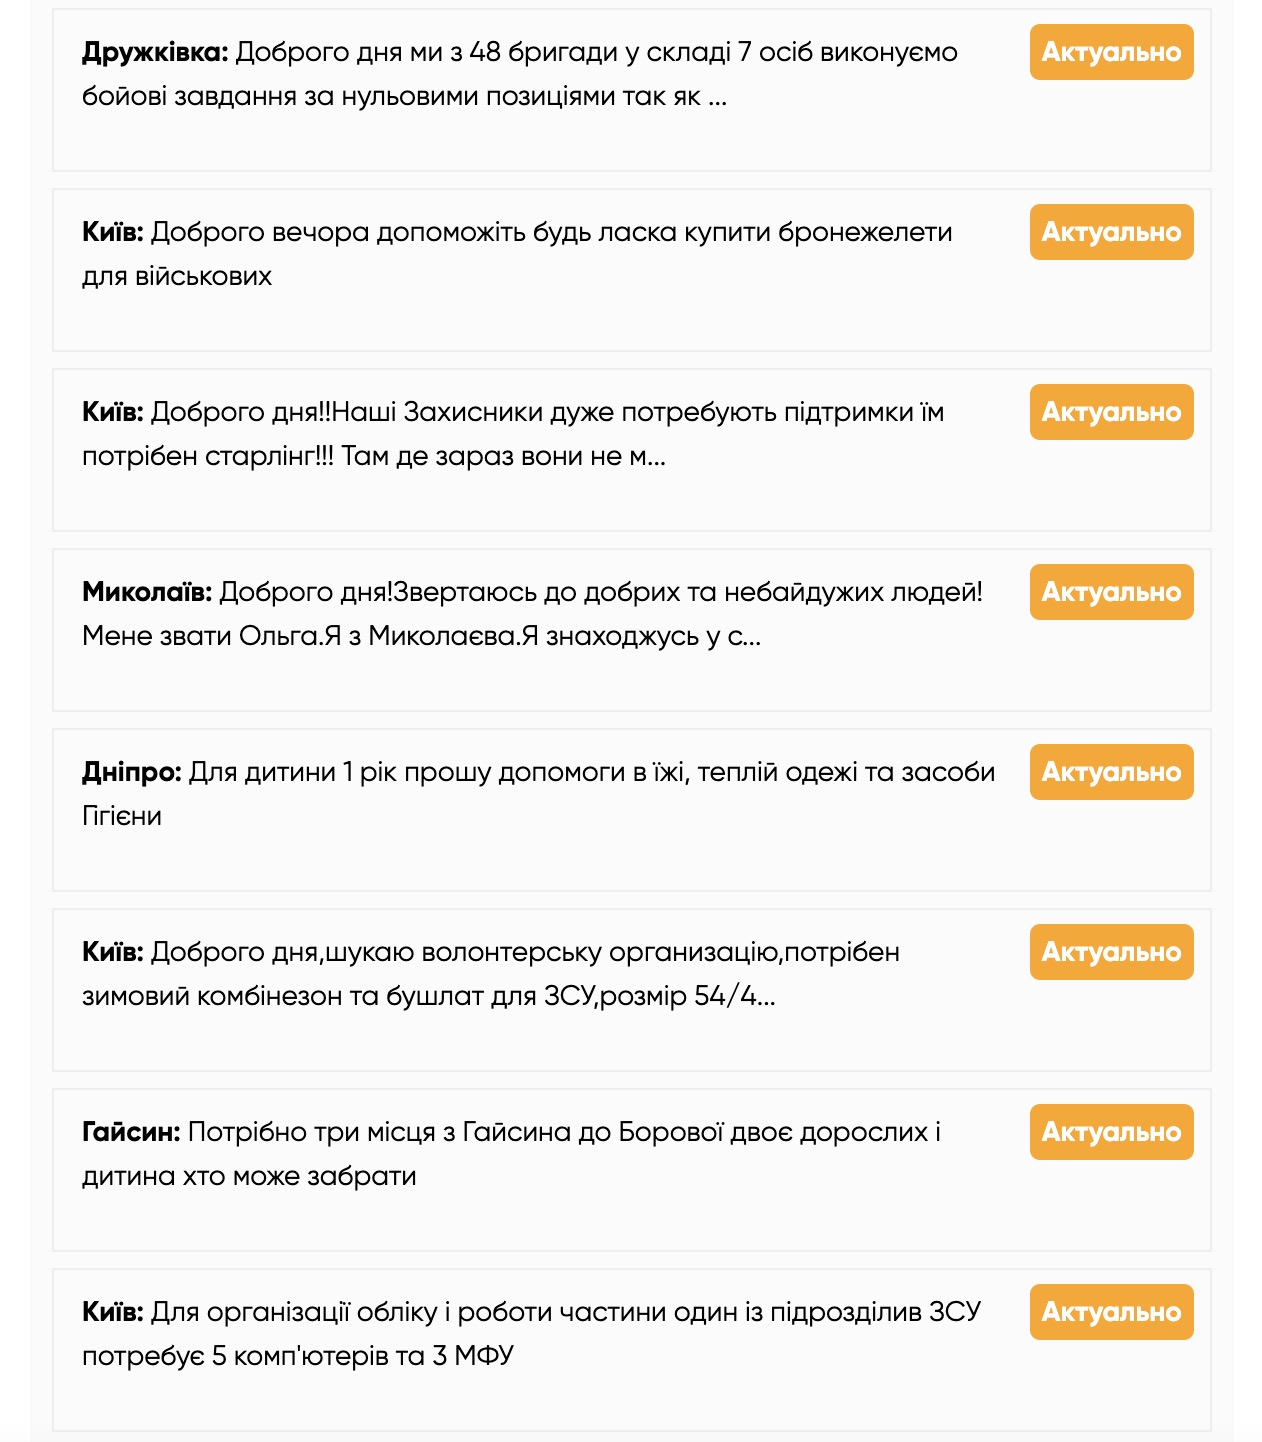 Дружківка: Доброго дня ми з 48 бригади у складі 7 осіб виконуємо
бойові завдання за нульовими позиціями так як ...
Актуально
Київ: Доброго вечора допоможіть будь ласка купити бронежелети
для військових
Актуально
Київ: Доброго дня!!Наші Захисники дуже потребують підтримки їм
потрібен старлінг!!! Там де зараз вони не м...
Актуально
Миколаїв: Доброго дня!Звертаюсь до добрих та небайдужих людей!
Мене звати Ольга.Я з Миколаєва.Я знаходжусь у с...
Актуально
Дніпро: Для дитини 1 рік прошу допомоги в їжі, теплій одежі та засоби
Гігієни
Актуально
Київ: Доброго дня,шукаю волонтерську организацію,потрібен
зимовий комбінезон та бушлат для ЗСУ,розмір 54/4...
Актуально
Гайсин: Потрібно три місця з Гайсина до Борової двоє дорослих і
дитина хто може забрати
Актуально
Київ: Для організації обліку і роботи частини один із підрозділив ЗСУ
потребує 5 комп'ютерів та 3 МФУ
Актуально